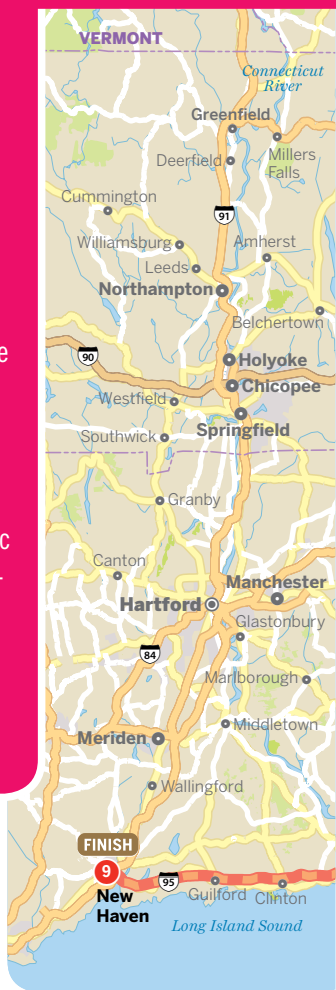 VERMONT
Connecticut
River
Greenfield
Deerfield
Millers
Falls
Cummington
91
Williamsburg
Amherst
Leeds
Northampton
Belchertown
e
90
Holyoke
Chicopee
Westfield
Springfield
Southwick
Granby
c
Canton
-
Manchester
Hartford
Glastonbury
84
Marlborough
Middletown
Meriden
Wallingford
FINISH
9
95
New
Haven
Guilford
Clinton
Long Island Sound